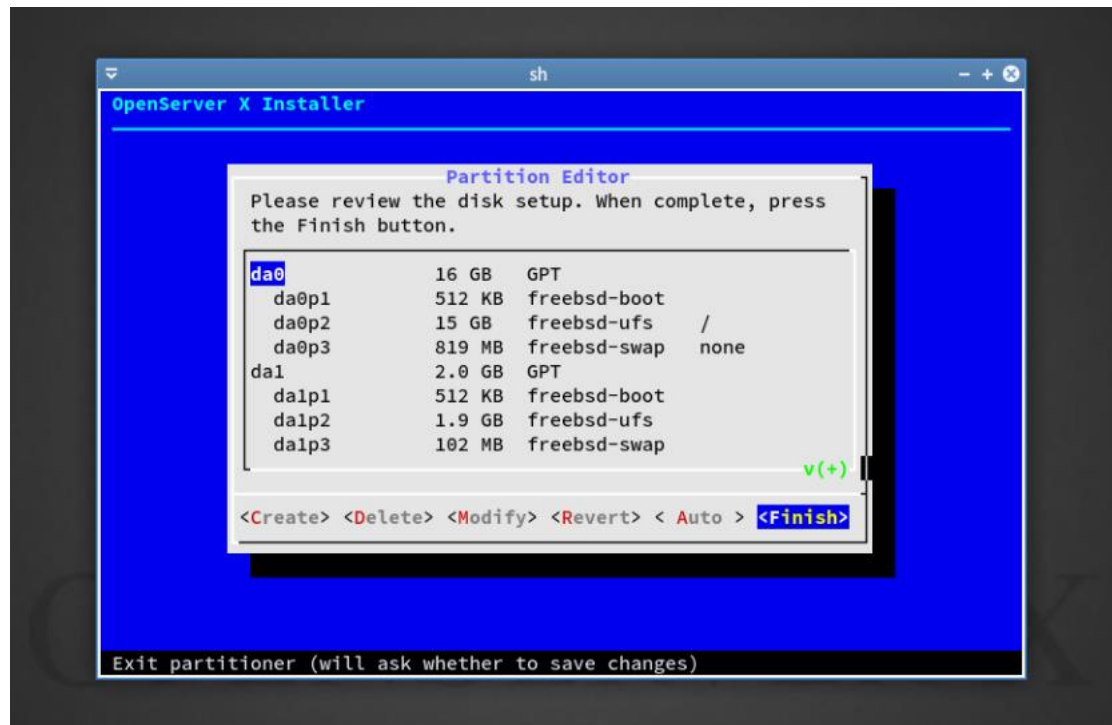 sh
OpenServer X Installer
Partition Editor
Please review the disk setup. When complete, press
the Finish button.
da0 16 GB GPT
da0p1 512 KB freebsd-boot
da0p2 15 GB freebsd-ufs /
da0p3 819 MB freebsd-swap none
da1 2.0 GB GPT
da1p1 512 KB freebsd-boot
da1p2 1.9 GB freebsd-ufs
da1p3 102 MB freebsd-swap
v(+)
<Create> <Delete> <Modify> <Revert> < Auto > <Finish>
Exit partitioner (will ask whether to save changes)